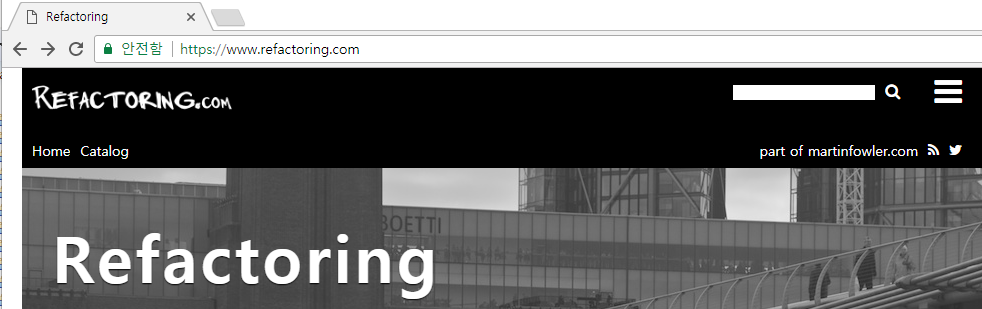 Refactoring
안전함 https://www.refactoring.com
REFACTORING.COM
Home Catalog
part of martinfowler.com
BOETTI
Refactoring